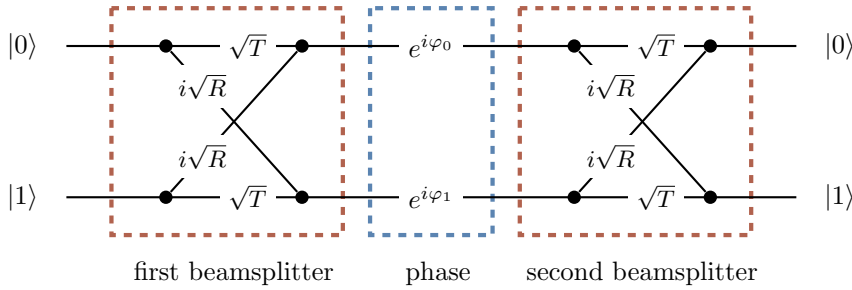 |0⟩ √T e^{iφ₀} √T |0⟩
i√R i√R
i√R i√R
|1⟩ √T e^{iφ₁} √T |1⟩
first beamsplitter phase second beamsplitter